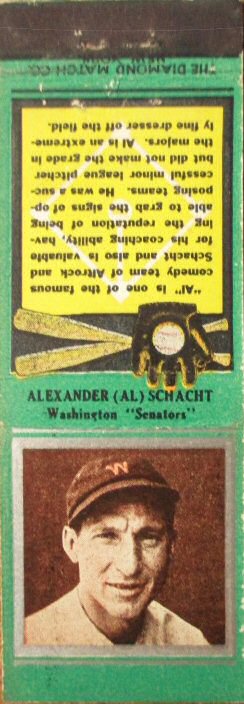 THE DIAMOND MATCH CO.
"Al" is one of the famous
comedy team of Altrock and
Schacht and also is valuable
for his coaching ability, hav-
ing the reputation of being
able to grab the signs of op-
posing teams. He was a suc-
cessful minor league pitcher
but did not make the grade in
the majors. Al is an extreme-
ly fine dresser off the field.
ALEXANDER (AL) SCHACHT
Washington "Senators"
W